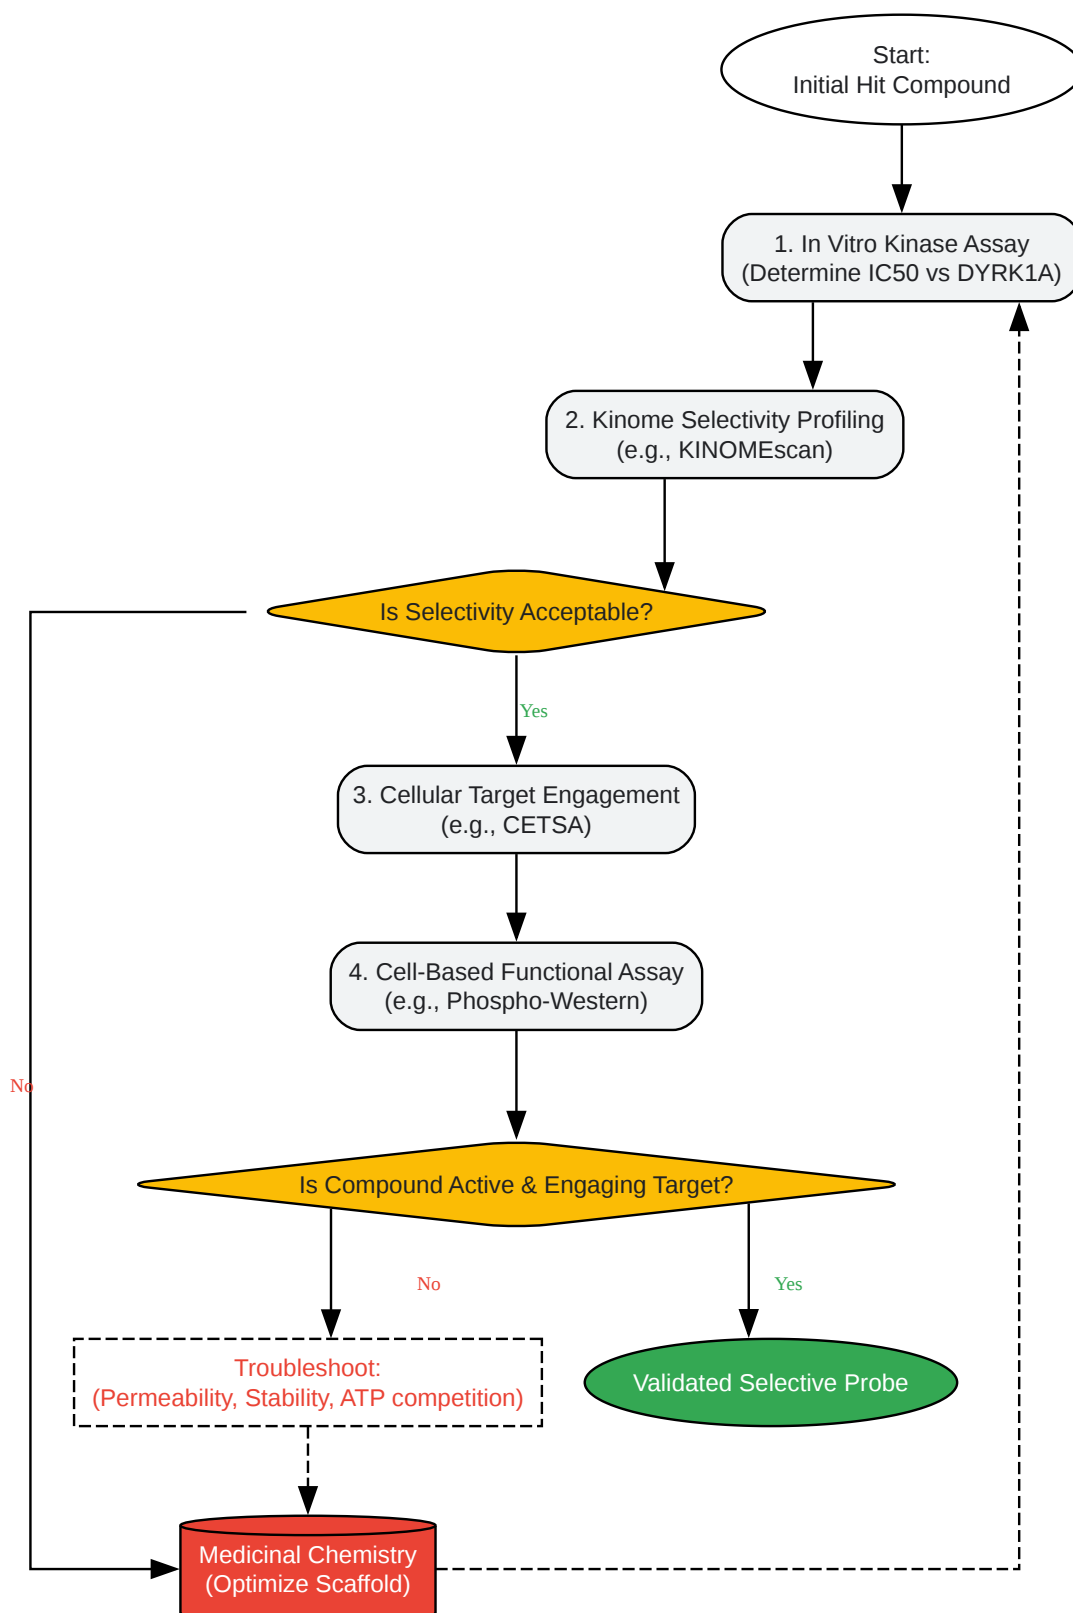 Start:
Initial Hit Compound
1. In Vitro Kinase Assay
(Determine IC50 vs DYRK1A)
2. Kinome Selectivity Profiling
(e.g., KINOMEscan)
Is Selectivity Acceptable?
Yes
3. Cellular Target Engagement
(e.g., CETSA)
4. Cell-Based Functional Assay
(e.g., Phospho-Western)
No
Is Compound Active & Engaging Target?
No
Yes
Troubleshoot:
(Permeability, Stability, ATP competition)
Validated Selective Probe
Medicinal Chemistry
(Optimize Scaffold)